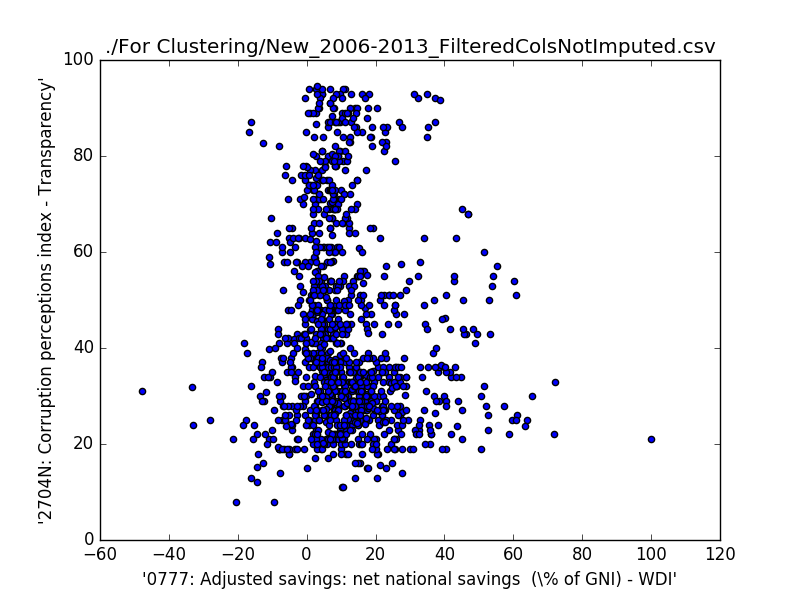 ./For Clustering/New_2006-2013_FilteredColsNotImputed.csv
'2704N: Corruption perceptions index - Transparency'
100
80
60
40
20
0
−60 −40 −20 0 20 40 60 80 100 120
'0777: Adjusted savings: net national savings  (\% of GNI) - WDI'